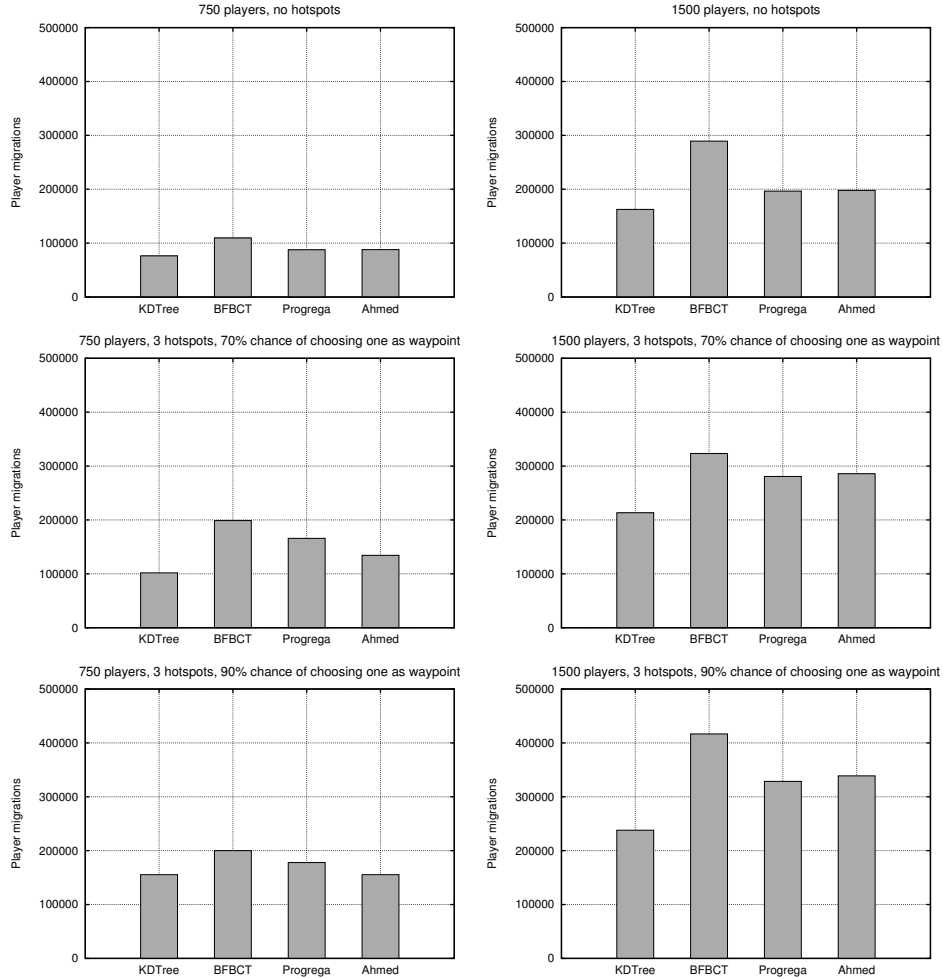 750 players, no hotspots
500000
400000
300000
200000
100000
0
Player migrations
KDTree BFBCT Progrega Ahmed
1500 players, no hotspots
500000
400000
300000
200000
100000
0
Player migrations
KDTree BFBCT Progrega Ahmed
750 players, 3 hotspots, 70% chance of choosing one as waypoint
500000
400000
300000
200000
100000
0
Player migrations
KDTree BFBCT Progrega Ahmed
1500 players, 3 hotspots, 70% chance of choosing one as waypoint
500000
400000
300000
200000
100000
0
Player migrations
KDTree BFBCT Progrega Ahmed
750 players, 3 hotspots, 90% chance of choosing one as waypoint
500000
400000
300000
200000
100000
0
Player migrations
KDTree BFBCT Progrega Ahmed
1500 players, 3 hotspots, 90% chance of choosing one as waypoint
500000
400000
300000
200000
100000
0
Player migrations
KDTree BFBCT Progrega Ahmed